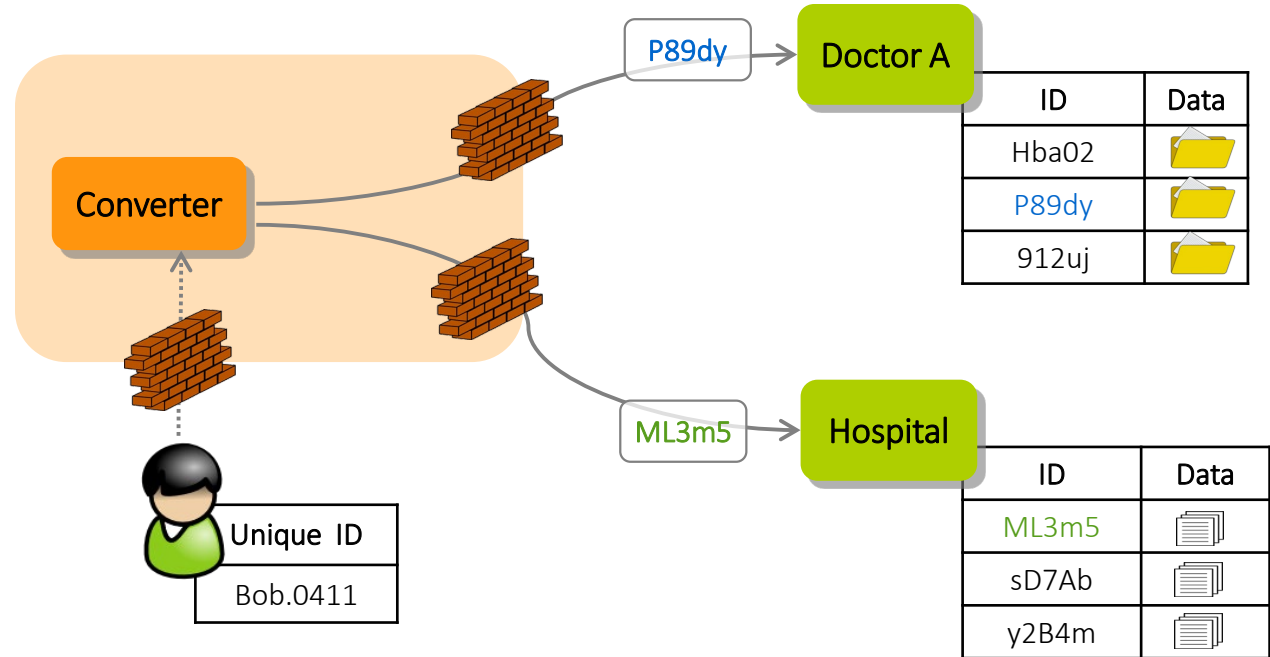 P89dy
Doctor A
ID Data
Hba02
P89dy
912uj
Converter
ML3m5
Hospital
ID Data
ML3m5
sD7Ab
y2B4m
Unique ID
Bob.0411